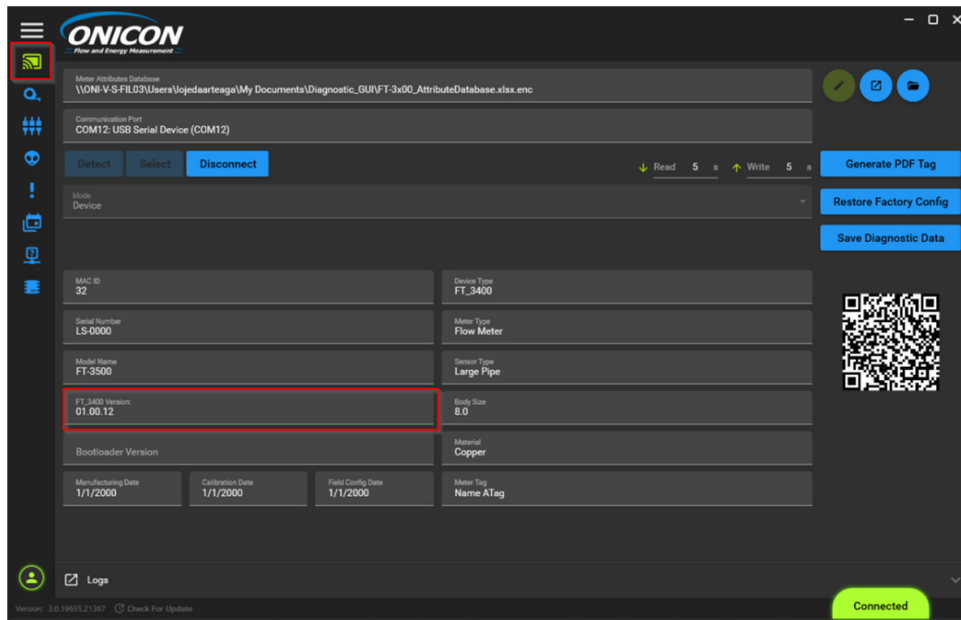 ONICON
Flow and Energy Measurement
Meter Attributes Database
\\ONI-V-S-FIL03\Users\lojedaarteaga\My Documents\Diagnostic_GUI\FT-3x00_AttributeDatabase.xlsx.enc
Communication Port
COM12: USB Serial Device (COM12)
Detect Select Disconnect Read 5 s Write 5 s Generate PDF Tag
Mode
Device
Restore Factory Config
Save Diagnostic Data
MAC ID
32
Device Type
FT_3400
Serial Number
LS-0000
Meter Type
Flow Meter
Model Name
FT-3500
Sensor Type
Large Pipe
FT_3400 Version:
01.00.12
Body Size
8.0
Bootloader Version
Material
Copper
Manufacturing Date
1/1/2000
Calibration Date
1/1/2000
Field Config Date
1/1/2000
Meter Tag
Name ATag
Logs
Version: 3.0.19955.21367 Check For Update
Connected